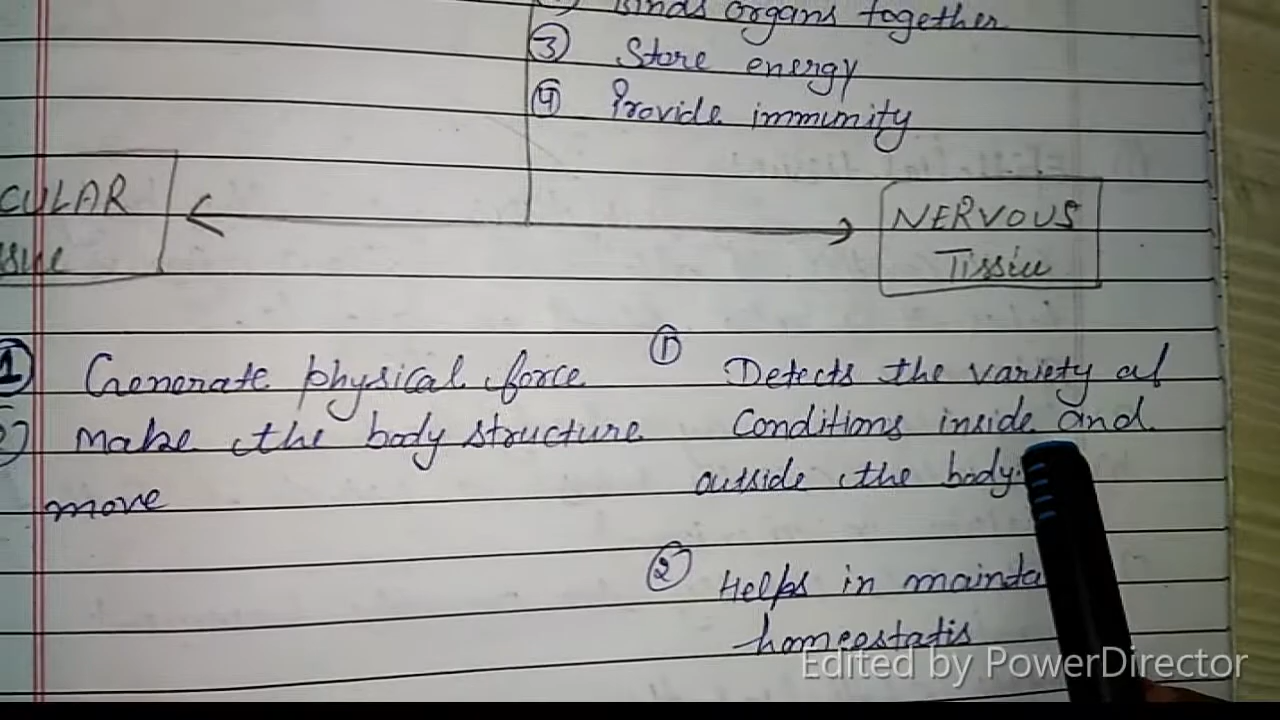 Binds organs together
③ Store energy
④ Provide immunity
CULAR
ssue
NERVOUS
Tissue
① Generate physical force
② Make the body structure
move
① Detects the variety of
Conditions inside and
outside the body.
② Helps in mainta
homeostatis
Edited by PowerDirector